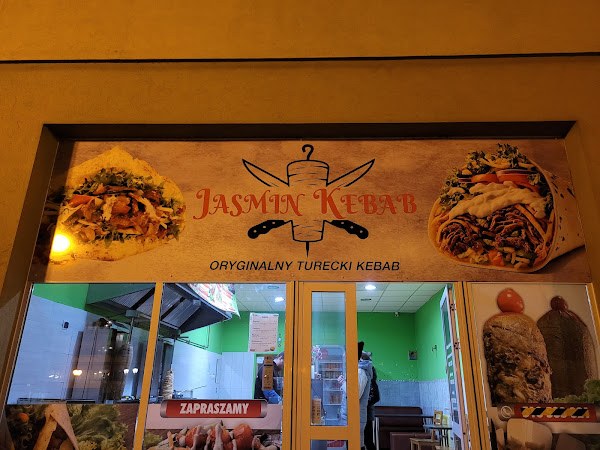 JASMIN KEBAB
ORYGINALNY TURECKI KEBAB
ZAPRASZAMY